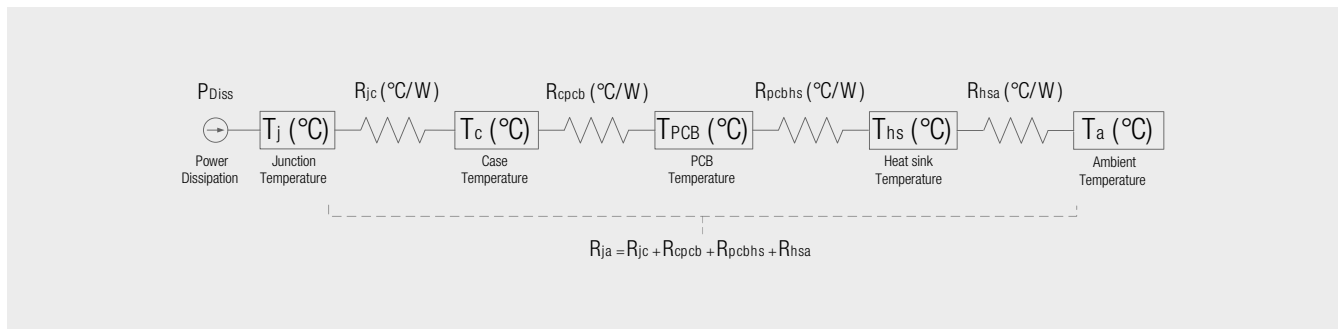 PDiss
Rjc (°C/W)
Rcpcb (°C/W)
Rpcbhs (°C/W)
Rhsa (°C/W)
Tj (°C)
Tc (°C)
TPCB (°C)
Ths (°C)
Ta (°C)
Power
Dissipation
Junction
Temperature
Case
Temperature
PCB
Temperature
Heat sink
Temperature
Ambient
Temperature
Rja =Rjc +Rcpcb +Rpcbhs +Rhsa